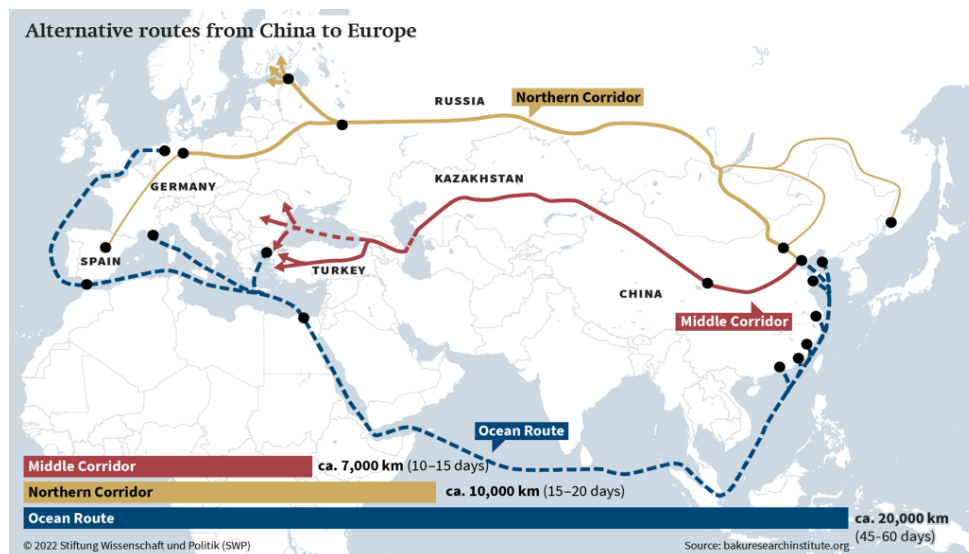 Alternative routes from China to Europe
RUSSIA
Northern Corridor
GERMANY
KAZAKHSTAN
SPAIN
TURKEY
CHINA
Middle Corridor
Ocean Route
Middle Corridor ca. 7,000 km (10–15 days)
Northern Corridor ca. 10,000 km (15–20 days)
Ocean Route ca. 20,000 km
(45-60 days)
© 2022 Stiftung Wissenschaft und Politik (SWP) Source: bakuresearchinstitute.org